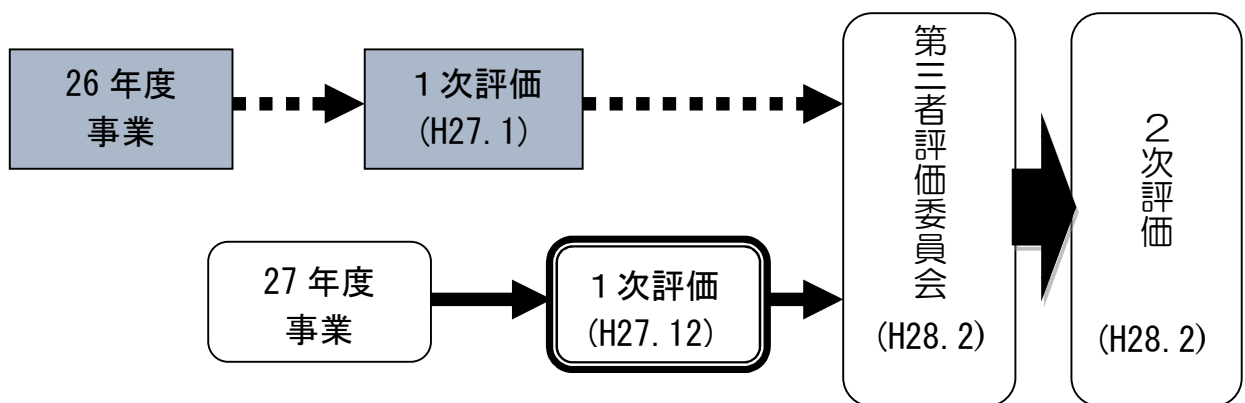 26 年度
事業
１次評価
(H27.1)
27 年度
事業
１次評価
(H27.12)
第三者評価委員会
(H28.2)
２次評価
(H28.2)